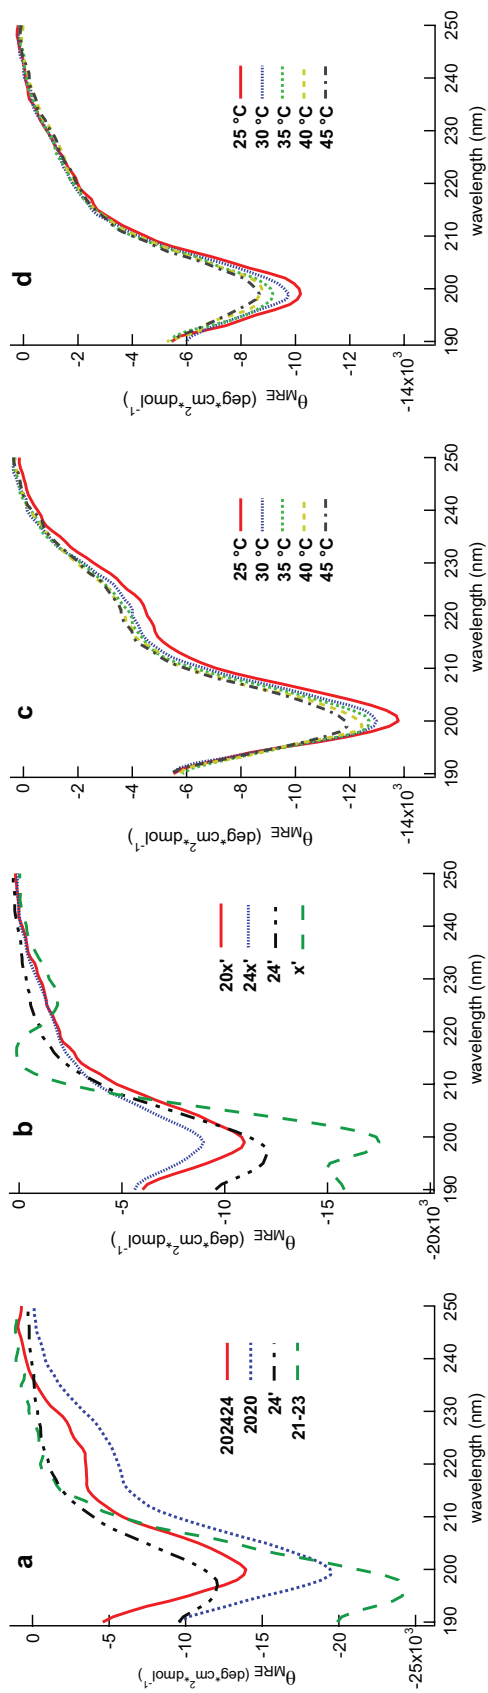 a
0
-5
-10
-15
-20
-25x10³
θMRE (deg*cm²*dmol⁻¹)
190 200 210 220 230 240 250
wavelength (nm)
202424
2020
24'
21-23
b
0
-5
-10
-15
-20x10³
θMRE (deg*cm²*dmol⁻¹)
190 200 210 220 230 240 250
wavelength (nm)
20x'
24x'
24'
x'
c
0
-2
-4
-6
-8
-10
-12
-14x10³
θMRE (deg*cm²*dmol⁻¹)
190 200 210 220 230 240 250
wavelength (nm)
25 °C
30 °C
35 °C
40 °C
45 °C
d
0
-2
-4
-6
-8
-10
-12
-14x10³
θMRE (deg*cm²*dmol⁻¹)
190 200 210 220 230 240 250
wavelength (nm)
25 °C
30 °C
35 °C
40 °C
45 °C